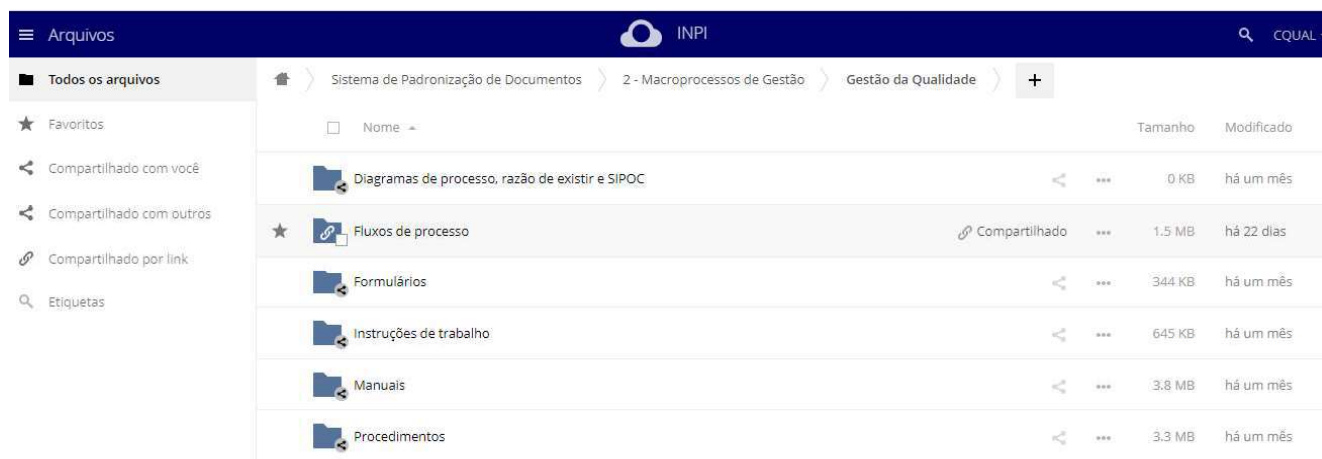 Arquivos INPI CQUAL
Todos os arquivos Sistema de Padronização de Documentos 2 - Macroprocessos de Gestão Gestão da Qualidade +
Favoritos Nome Tamanho Modificado
Compartilhado com você Diagramas de processo, razão de existir e SIPOC 0 KB há um mês
Compartilhado com outros Fluxos de processo Compartilhado 1.5 MB há 22 dias
Compartilhado por link
Formulários 344 KB há um mês
Etiquetas
Instruções de trabalho 645 KB há um mês
Manuais 3.8 MB há um mês
Procedimentos 3.3 MB há um mês